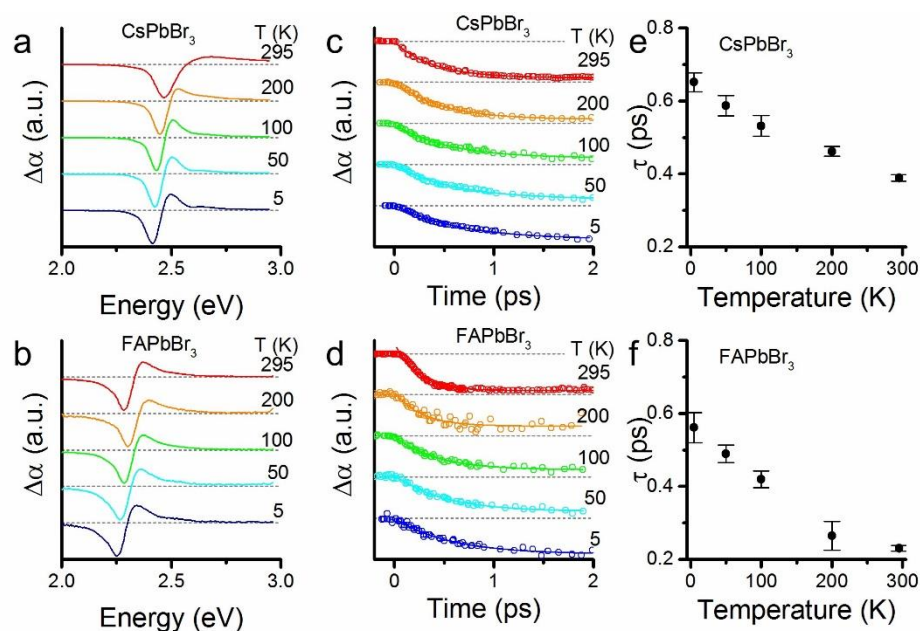 a
CsPbBr3
T (K)
295
200
100
50
5
Δα (a.u.)
2.0 2.5 3.0
Energy (eV)
c
CsPbBr3
T (K)
295
200
100
50
5
Δα (a.u.)
0 1 2
Time (ps)
e
CsPbBr3
0.8
0.6
0.4
0.2
τ (ps)
0 100 200 300
Temperature (K)
b
FAPbBr3
T (K)
295
200
100
50
5
Δα (a.u.)
2.0 2.5 3.0
Energy (eV)
d
FAPbBr3
T (K)
295
200
100
50
5
Δα (a.u.)
0 1 2
Time (ps)
f
FAPbBr3
0.8
0.6
0.4
0.2
τ (ps)
0 100 200 300
Temperature (K)